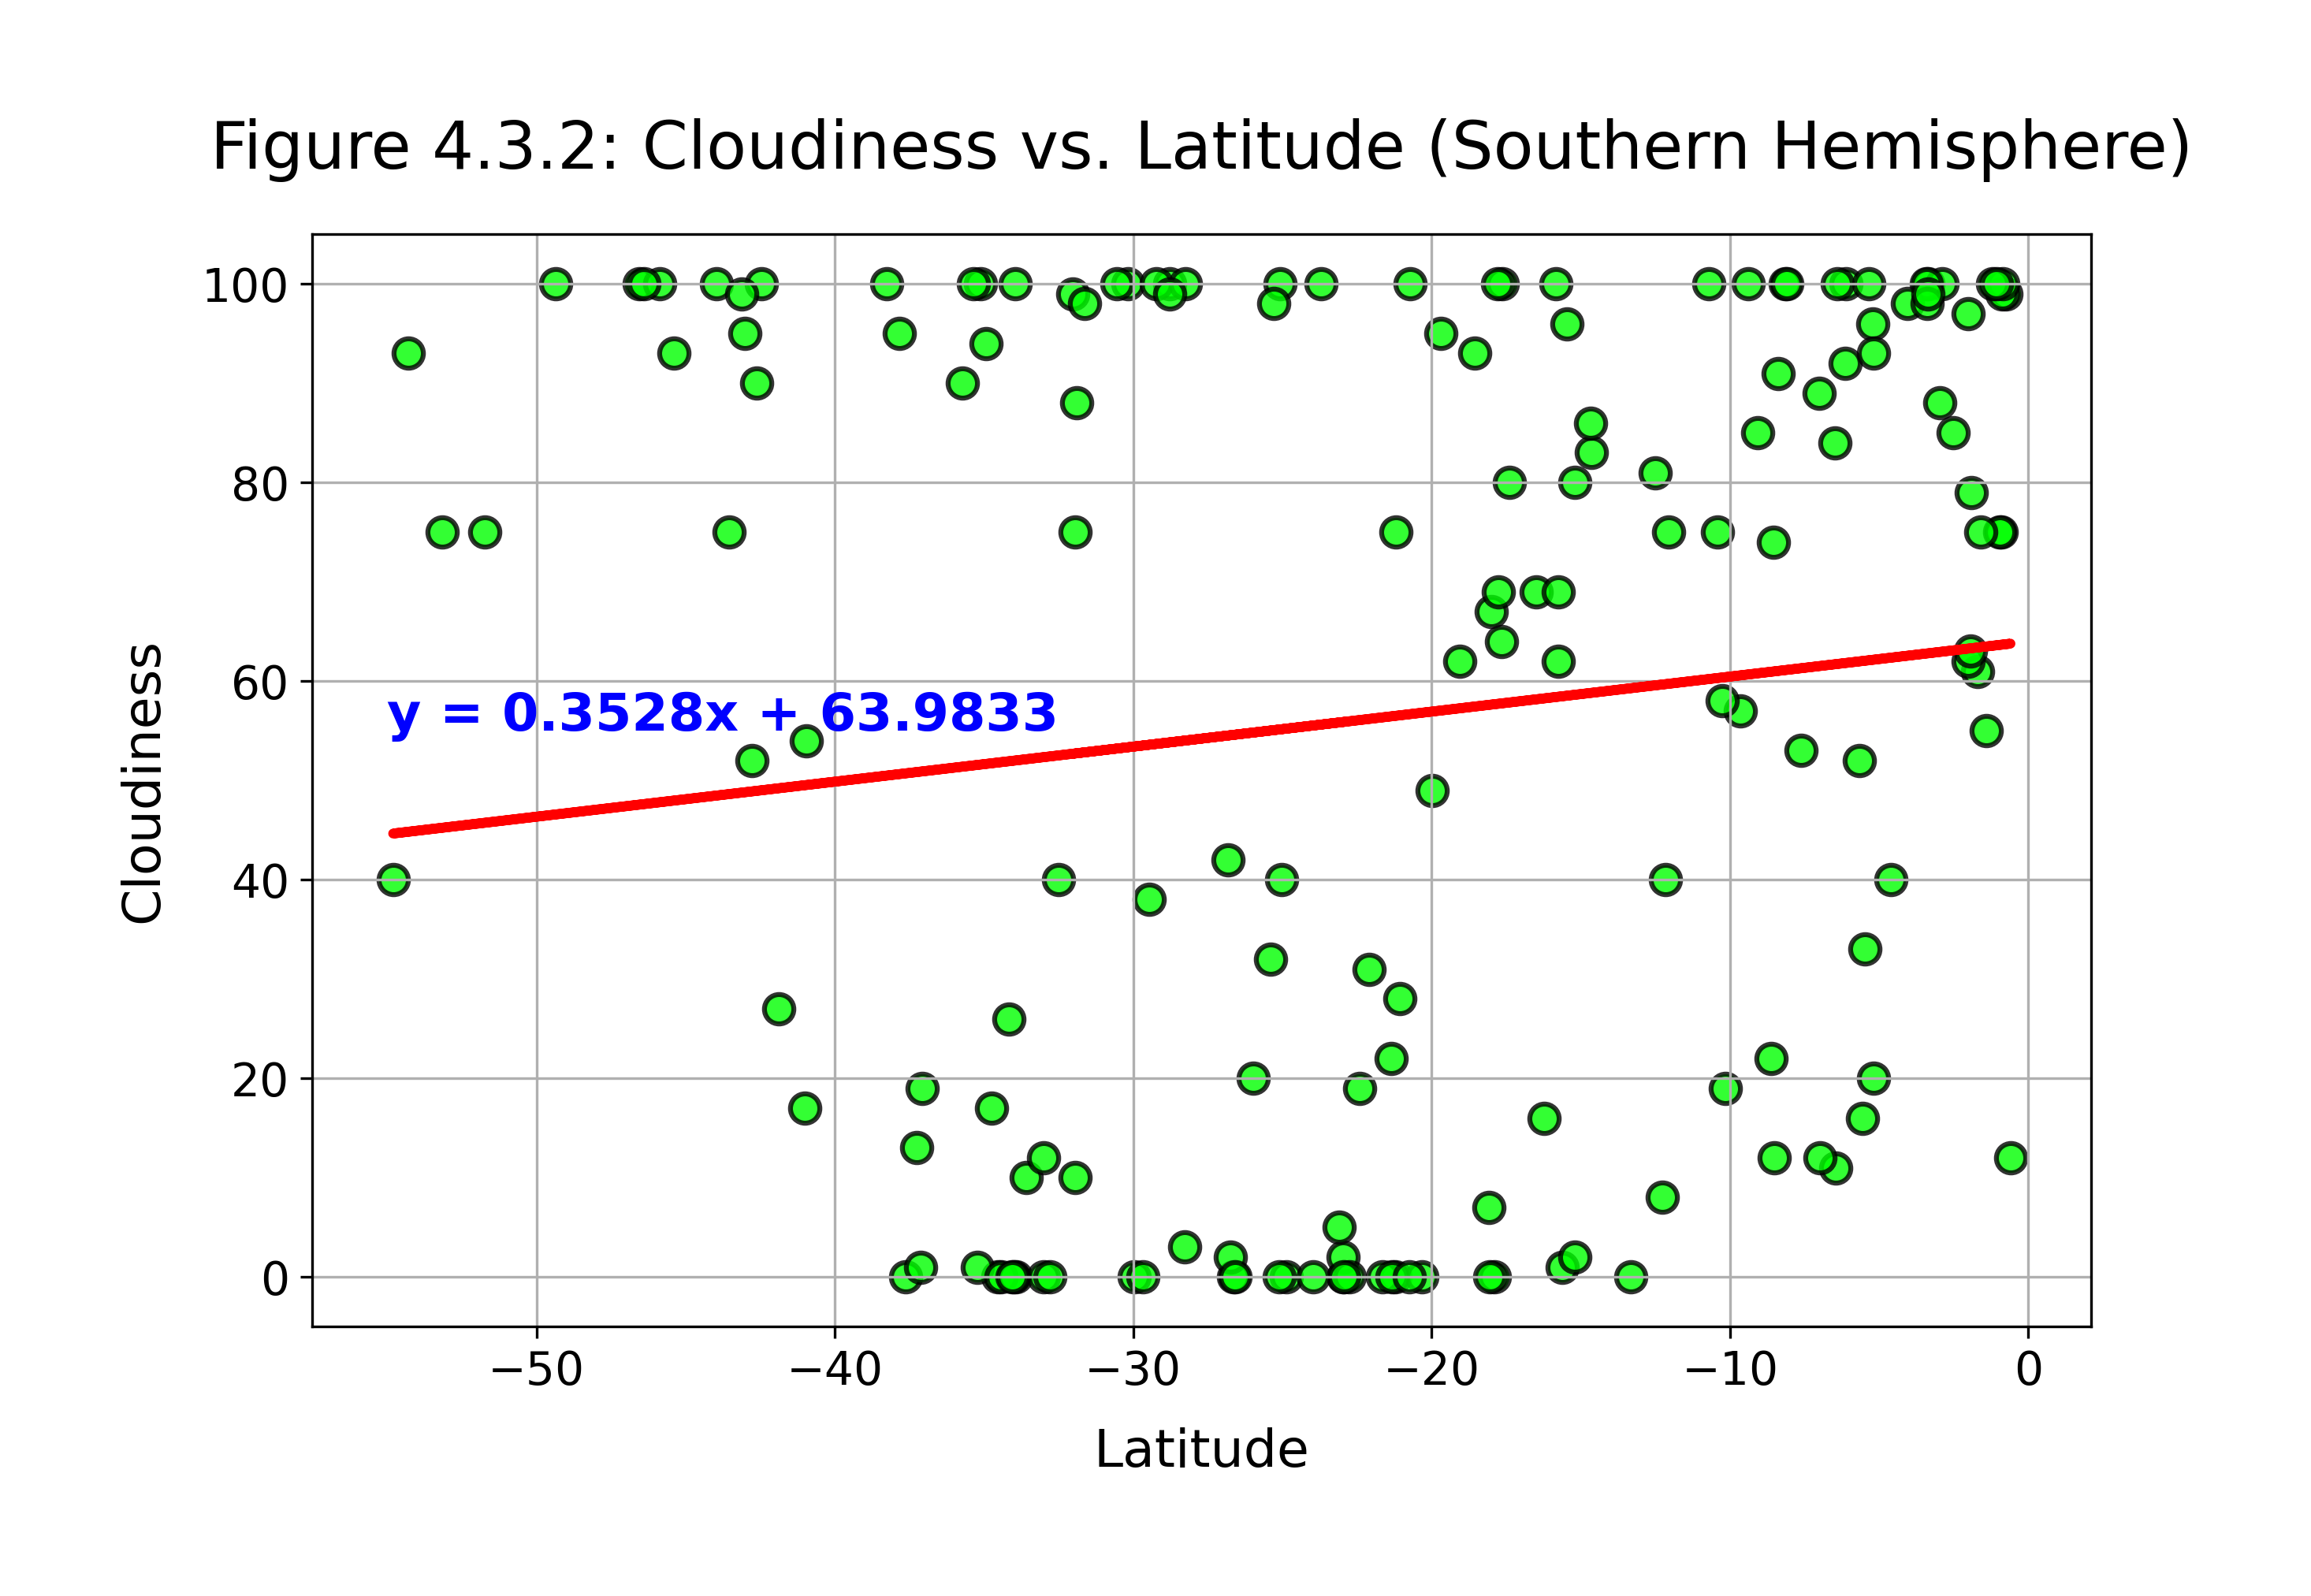 Figure 4.3.2: Cloudiness vs. Latitude (Southern Hemisphere)
100
80
60
40
20
0
Cloudiness
y = 0.3528x + 63.9833
−50 −40 −30 −20 −10 0
Latitude